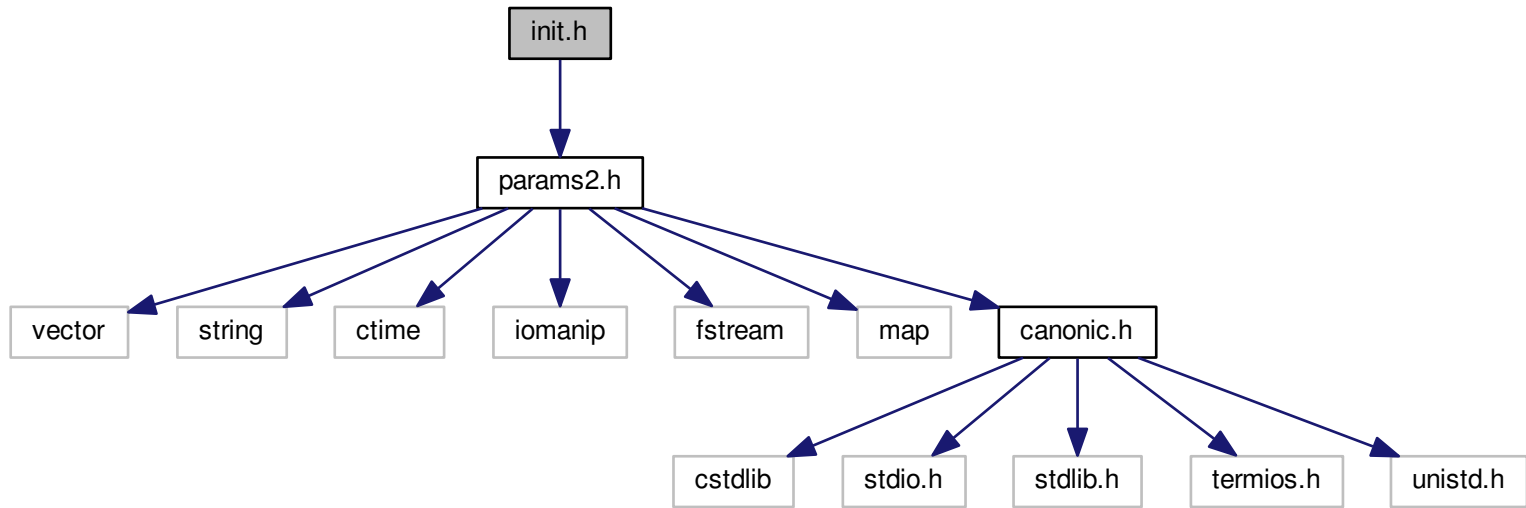 init.h
params2.h
vector
string
ctime
iomanip
fstream
map
canonic.h
cstdlib
stdio.h
stdlib.h
termios.h
unistd.h